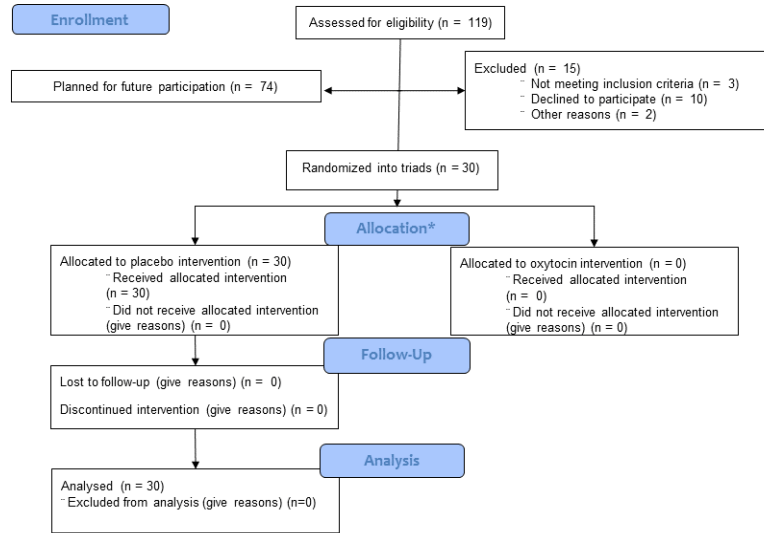 Enrollment
Assessed for eligibility (n = 119)
Planned for future participation (n = 74)
Excluded (n = 15)
¨ Not meeting inclusion criteria (n = 3)
¨ Declined to participate (n = 10)
¨ Other reasons (n = 2)
Randomized into triads (n = 30)
Allocation*
Allocated to placebo intervention (n = 30)
¨ Received allocated intervention
(n = 30)
¨ Did not receive allocated intervention
(give reasons) (n = 0)
Allocated to oxytocin intervention (n = 0)
¨ Received allocated intervention
(n = 0)
¨ Did not receive allocated intervention
(give reasons) (n = 0)
Follow-Up
Lost to follow-up (give reasons) (n = 0)
Discontinued intervention (give reasons) (n = 0)
Analysis
Analysed (n = 30)
¨ Excluded from analysis (give reasons) (n=0)